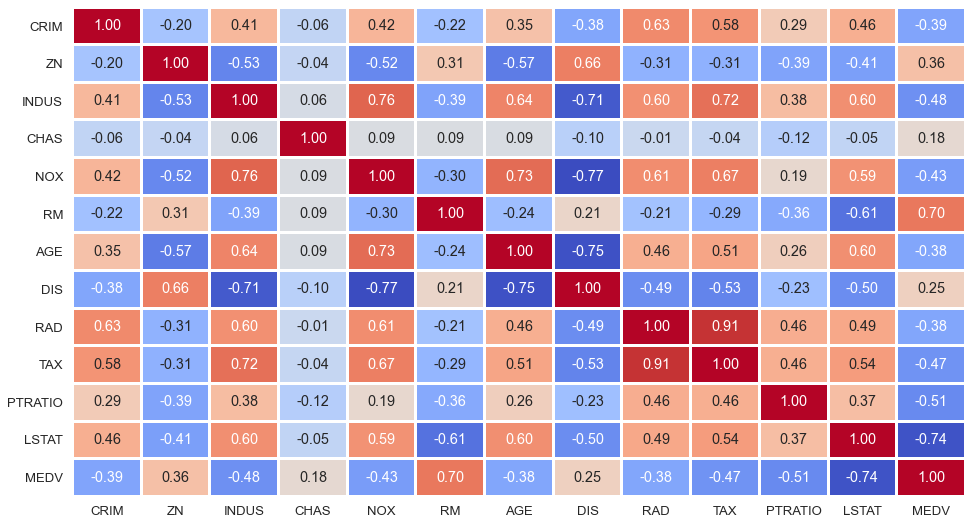 CRIM 1.00 -0.20 0.41 -0.06 0.42 -0.22 0.35 -0.38 0.63 0.58 0.29 0.46 -0.39
ZN -0.20 1.00 -0.53 -0.04 -0.52 0.31 -0.57 0.66 -0.31 -0.31 -0.39 -0.41 0.36
INDUS 0.41 -0.53 1.00 0.06 0.76 -0.39 0.64 -0.71 0.60 0.72 0.38 0.60 -0.48
CHAS -0.06 -0.04 0.06 1.00 0.09 0.09 0.09 -0.10 -0.01 -0.04 -0.12 -0.05 0.18
NOX 0.42 -0.52 0.76 0.09 1.00 -0.30 0.73 -0.77 0.61 0.67 0.19 0.59 -0.43
RM -0.22 0.31 -0.39 0.09 -0.30 1.00 -0.24 0.21 -0.21 -0.29 -0.36 -0.61 0.70
AGE 0.35 -0.57 0.64 0.09 0.73 -0.24 1.00 -0.75 0.46 0.51 0.26 0.60 -0.38
DIS -0.38 0.66 -0.71 -0.10 -0.77 0.21 -0.75 1.00 -0.49 -0.53 -0.23 -0.50 0.25
RAD 0.63 -0.31 0.60 -0.01 0.61 -0.21 0.46 -0.49 1.00 0.91 0.46 0.49 -0.38
TAX 0.58 -0.31 0.72 -0.04 0.67 -0.29 0.51 -0.53 0.91 1.00 0.46 0.54 -0.47
PTRATIO 0.29 -0.39 0.38 -0.12 0.19 -0.36 0.26 -0.23 0.46 0.46 1.00 0.37 -0.51
LSTAT 0.46 -0.41 0.60 -0.05 0.59 -0.61 0.60 -0.50 0.49 0.54 0.37 1.00 -0.74
MEDV -0.39 0.36 -0.48 0.18 -0.43 0.70 -0.38 0.25 -0.38 -0.47 -0.51 -0.74 1.00
CRIM ZN INDUS CHAS NOX RM AGE DIS RAD TAX PTRATIO LSTAT MEDV